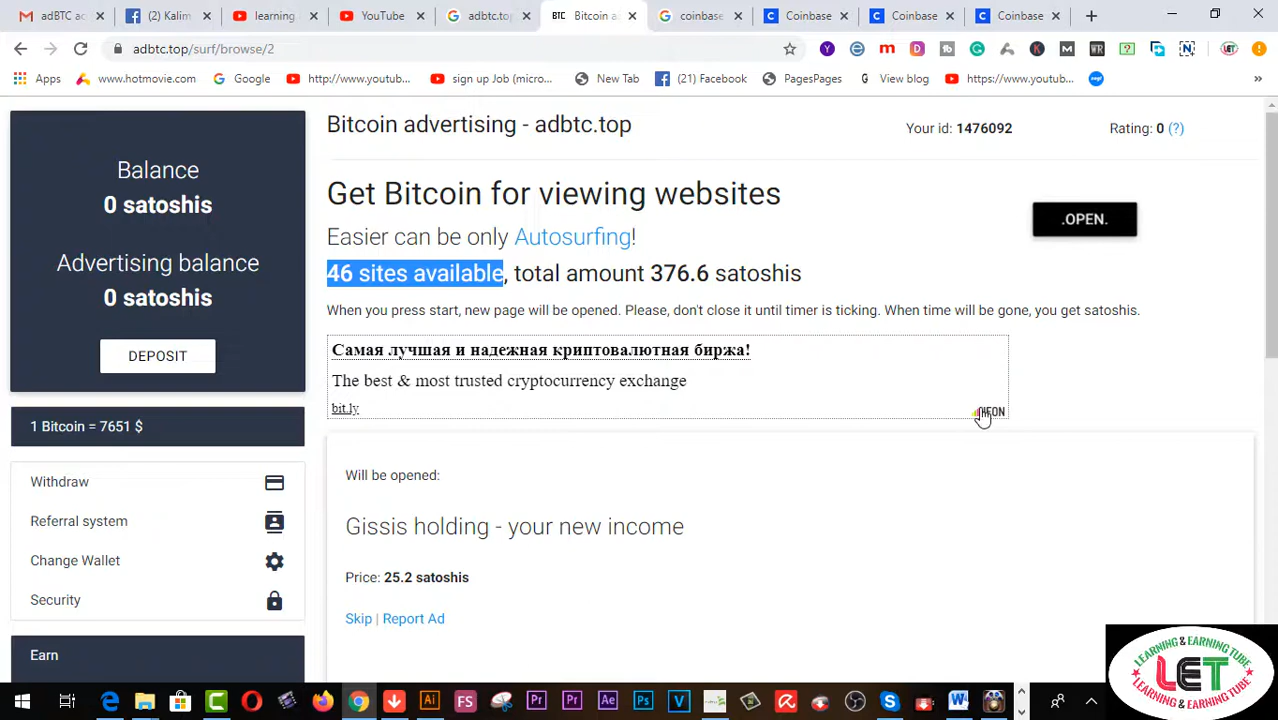 adBTC ac
(2) Kalim
learning
YouTube
adbtc.top
BTC
Bitcoin a
coinbase
Coinbase
Coinbase
Coinbase
adbtc.top/surf/browse/2
Apps
www.hotmovie.com
Google
http://www.youtub...
sign up Job (micro...
New Tab
(21) Facebook
PagesPages
View blog
https://www.youtub...
Balance
0 satoshis
Advertising balance
0 satoshis
DEPOSIT
1 Bitcoin = 7651 $
Withdraw
Referral system
Change Wallet
Security
Earn
Bitcoin advertising - adbtc.top
Your id: 1476092
Rating: 0 (?)
Get Bitcoin for viewing websites
.OPEN.
Easier can be only Autosurfing!
46 sites available, total amount 376.6 satoshis
When you press start, new page will be opened. Please, don't close it until timer is ticking. When time will be gone, you get satoshis.
Самая лучшая и надежная криптовалютная биржа!
The best & most trusted cryptocurrency exchange
bit.ly
Will be opened:
Gissis holding - your new income
Price: 25.2 satoshis
Skip | Report Ad
LEARNING & EARNING TUBE
LET
LEARNING & EARNING TUBE